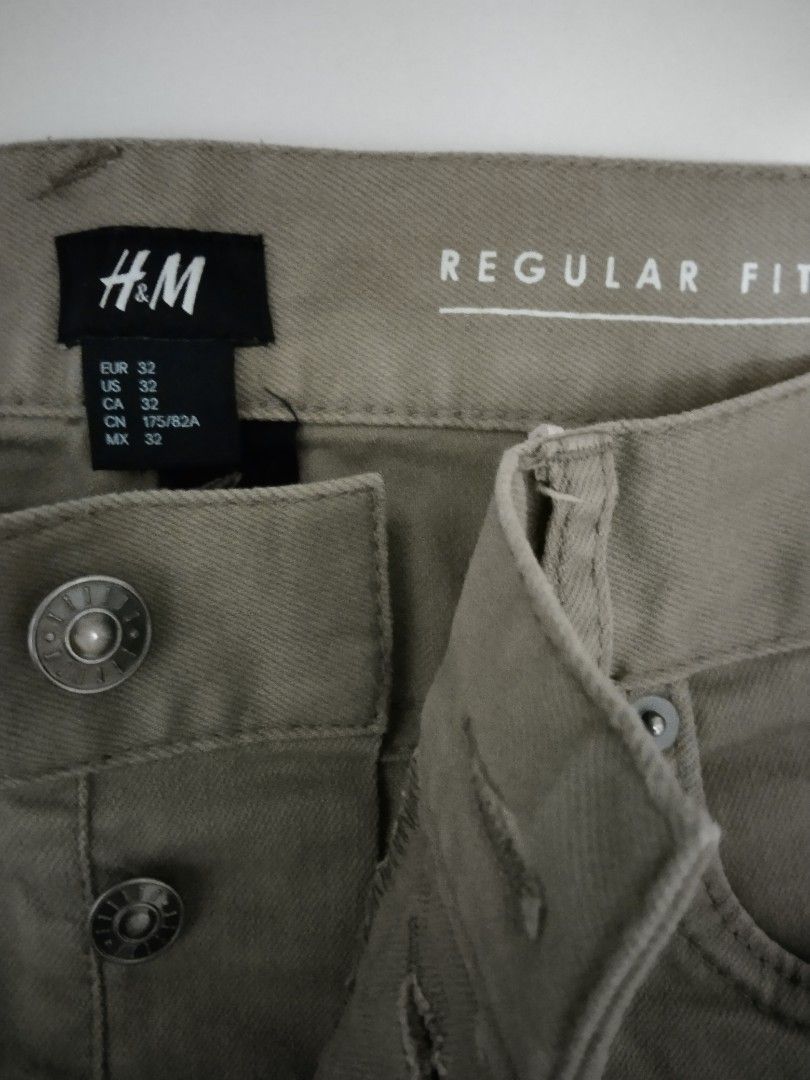 H&M
REGULAR FIT
EUR 32
US 32
CA 32
CN 175/82A
MX 32